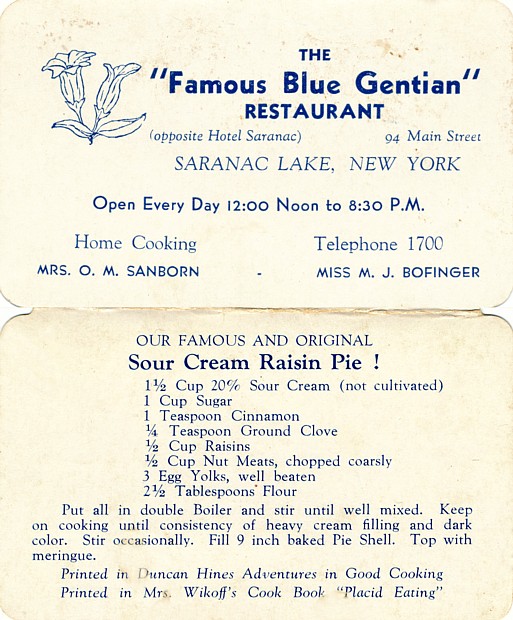 THE
"Famous Blue Gentian"
RESTAURANT
(opposite Hotel Saranac) 94 Main Street
SARANAC LAKE, NEW YORK
Open Every Day 12:00 Noon to 8:30 P.M.
Home Cooking Telephone 1700
MRS. O. M. SANBORN - MISS M. J. BOFINGER
OUR FAMOUS AND ORIGINAL
Sour Cream Raisin Pie !
1½ Cup 20% Sour Cream (not cultivated)
1 Cup Sugar
1 Teaspoon Cinnamon
¼ Teaspoon Ground Clove
½ Cup Raisins
½ Cup Nut Meats, chopped coarsly
3 Egg Yolks, well beaten
2½ Tablespoons Flour
Put all in double Boiler and stir until well mixed. Keep
on cooking until consistency of heavy cream filling and dark
color. Stir occasionally. Fill 9 inch baked Pie Shell. Top with
meringue.
Printed in Duncan Hines Adventures in Good Cooking
Printed in Mrs. Wikoff's Cook Book "Placid Eating"